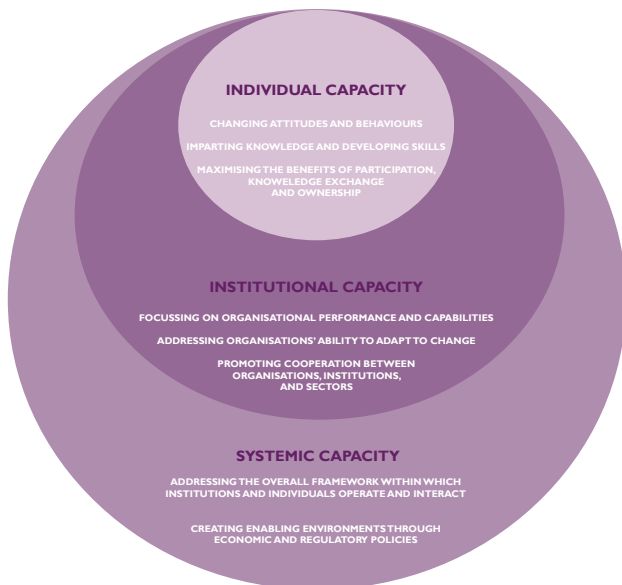 INDIVIDUAL CAPACITY
CHANGING ATTITUDES AND BEHAVIOURS
IMPARTING KNOWLEDGE AND DEVELOPING SKILLS
MAXIMISING THE BENEFITS OF PARTICIPATION,
KNOWELEDGE EXCHANGE
AND OWNERSHIP
INSTITUTIONAL CAPACITY
FOCUSSING ON ORGANISATIONAL PERFORMANCE AND CAPABILITIES
ADDRESSING ORGANISATIONS' ABILITY TO ADAPT TO CHANGE
PROMOTING COOPERATION BETWEEN
ORGANISATIONS, INSTITUTIONS,
AND SECTORS
SYSTEMIC CAPACITY
ADDRESSING THE OVERALL FRAMEWORK WITHIN WHICH
INSTITUTIONS AND INDIVIDUALS OPERATE AND INTERACT
CREATING ENABLING ENVIRONMENTS THROUGH
ECONOMIC AND REGULATORY POLICIES